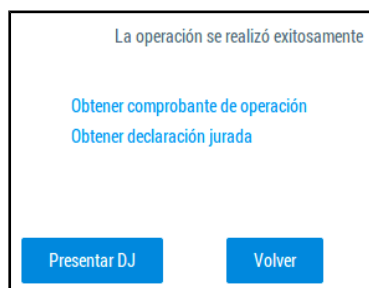 La operación se realizó exitosamente
Obtener comprobante de operación
Obtener declaración jurada
Presentar DJ
Volver